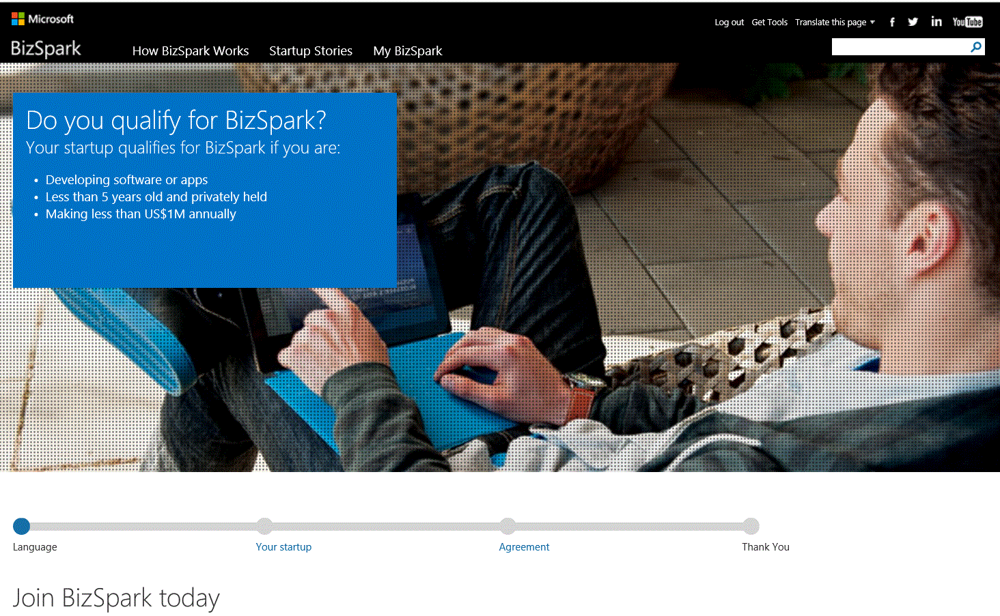 Microsoft
Log out Get Tools Translate this page
f in YouTube
BizSpark
How BizSpark Works Startup Stories My BizSpark
Do you qualify for BizSpark?
Your startup qualifies for BizSpark if you are:
• Developing software or apps
• Less than 5 years old and privately held
• Making less than US$1M annually
Language Your startup Agreement Thank You
Join BizSpark today